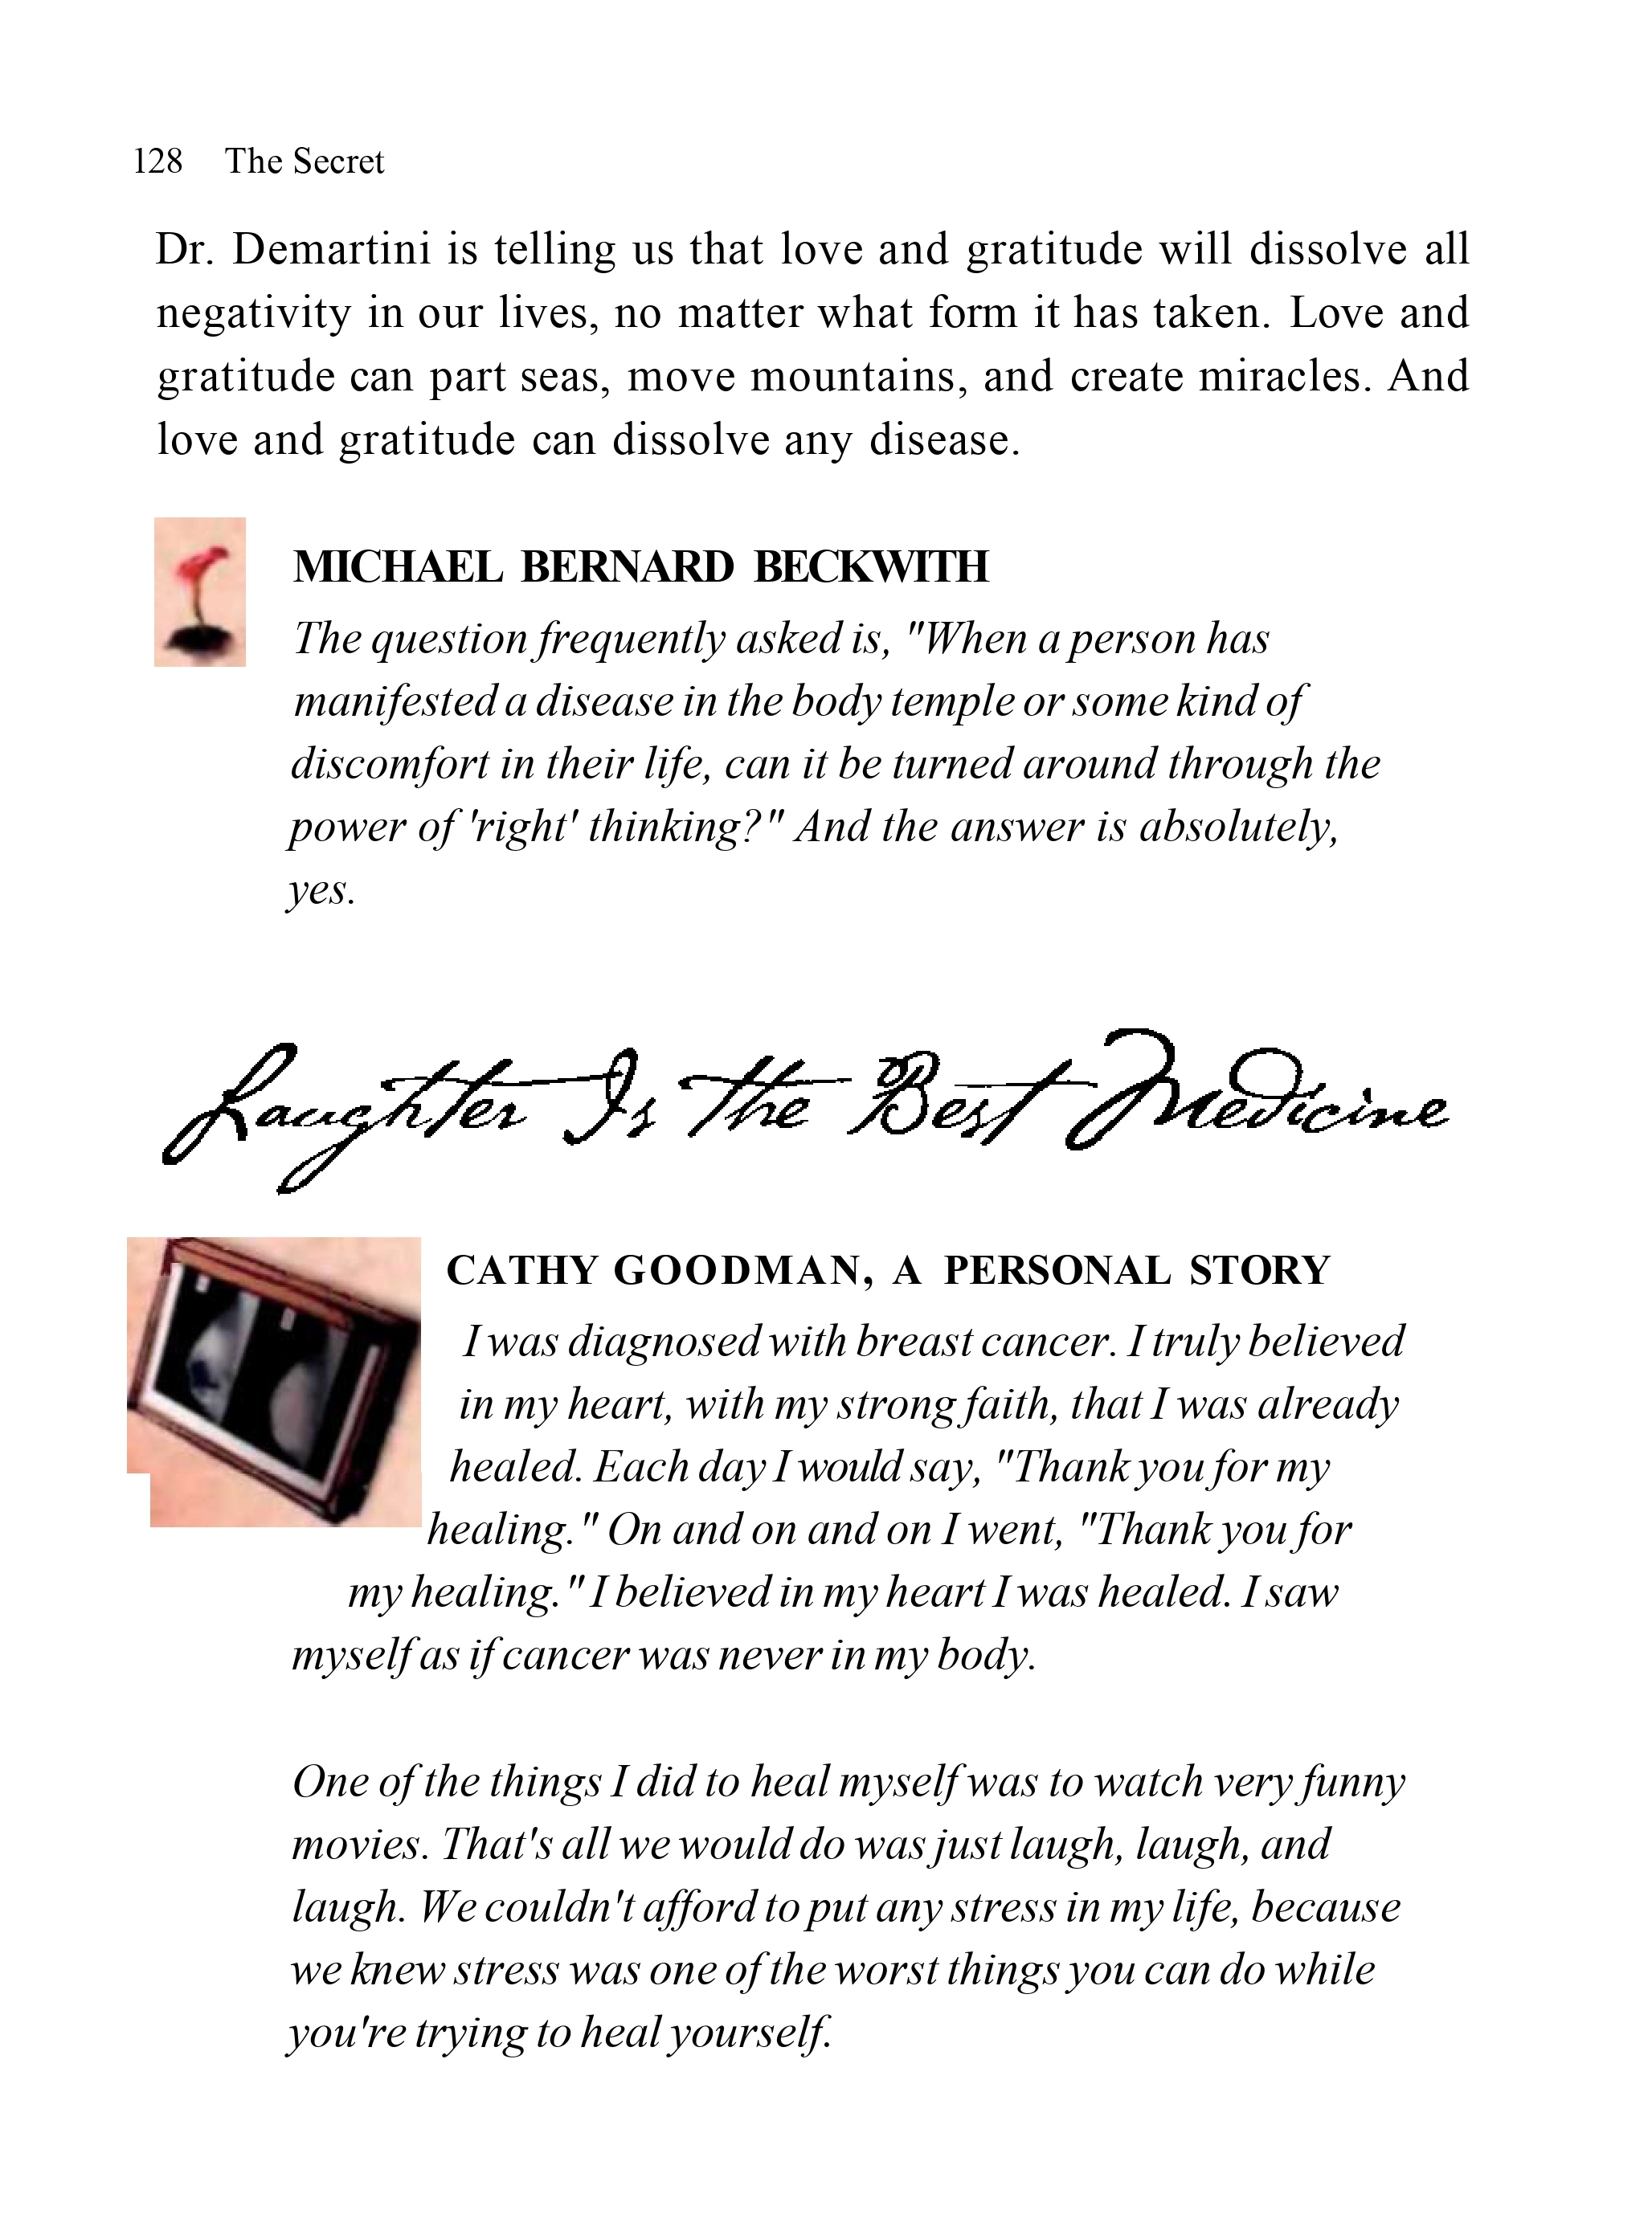 128 The Secret
Dr. Demartini is telling us that love and gratitude will dissolve all
negativity in our lives, no matter what form it has taken. Love and
gratitude can part seas, move mountains, and create miracles. And
love and gratitude can dissolve any disease.
MICHAEL BERNARD BECKWITH
The question frequently asked is, "When a person has
manifested a disease in the body temple or some kind of
discomfort in their life, can it be turned around through the
power of 'right' thinking?" And the answer is absolutely,
yes.
Laughter Is the Best Medicine
CATHY GOODMAN, A PERSONAL STORY
I was diagnosed with breast cancer. I truly believed
in my heart, with my strong faith, that I was already
healed. Each day I would say, "Thank you for my
healing." On and on and on I went, "Thank you for
my healing." I believed in my heart I was healed. I saw
myself as if cancer was never in my body.
One of the things I did to heal myself was to watch very funny
movies. That's all we would do was just laugh, laugh, and
laugh. We couldn't afford to put any stress in my life, because
we knew stress was one of the worst things you can do while
you're trying to heal yourself.